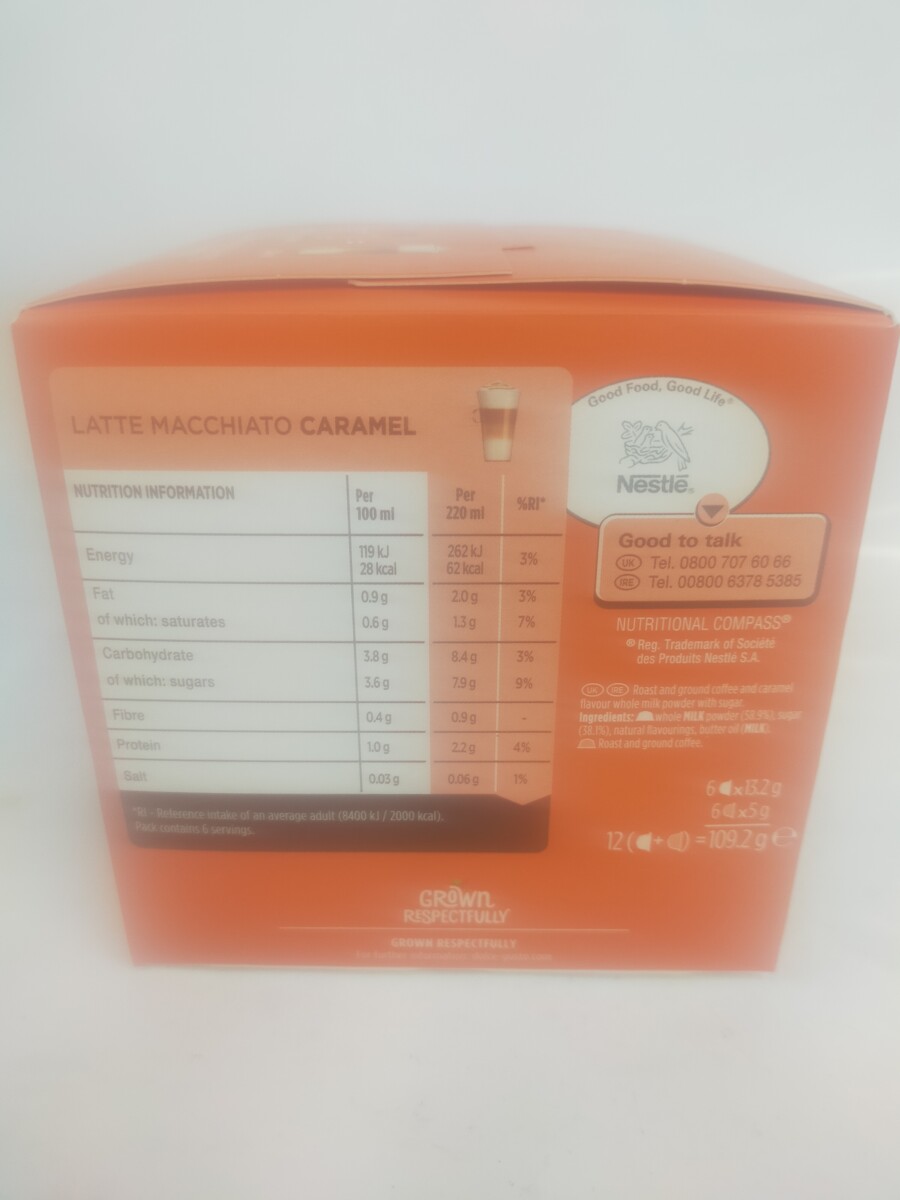 LATTE MACCHIATO CARAMEL
NUTRITION INFORMATION Per 100 ml Per 220 ml %RI*
Energy 119 kJ 28 kcal 262 kJ 62 kcal 3%
Fat 0.9 g 2.0 g 3%
of which: saturates 0.6 g 1.3 g 7%
Carbohydrate 3.8 g 8.4 g 3%
of which: sugars 3.6 g 7.9 g 9%
Fibre 0.4 g 0.9 g -
Protein 1.0 g 2.2 g 4%
Salt 0.03 g 0.06 g 1%
*RI - Reference intake of an average adult (8400 kJ / 2000 kcal).
Pack contains 6 servings.
Good Food, Good Life®
Nestlé®
Good to talk
UK Tel. 0800 707 60 66
IRE Tel. 00800 6378 5385
NUTRITIONAL COMPASS®
® Reg. Trademark of Société
des Produits Nestlé S.A.
UK IRE Roast and ground coffee and caramel
flavour whole milk powder with sugar.
Ingredients: whole MILK powder (58.9%), sugar
(38.1%), natural flavourings, butter oil (MILK).
Roast and ground coffee.
6 x13.2 g
6 x5 g
12 ( + ) =109.2 g ℮
GROWN
RESPECTFULLY
GROWN RESPECTFULLY